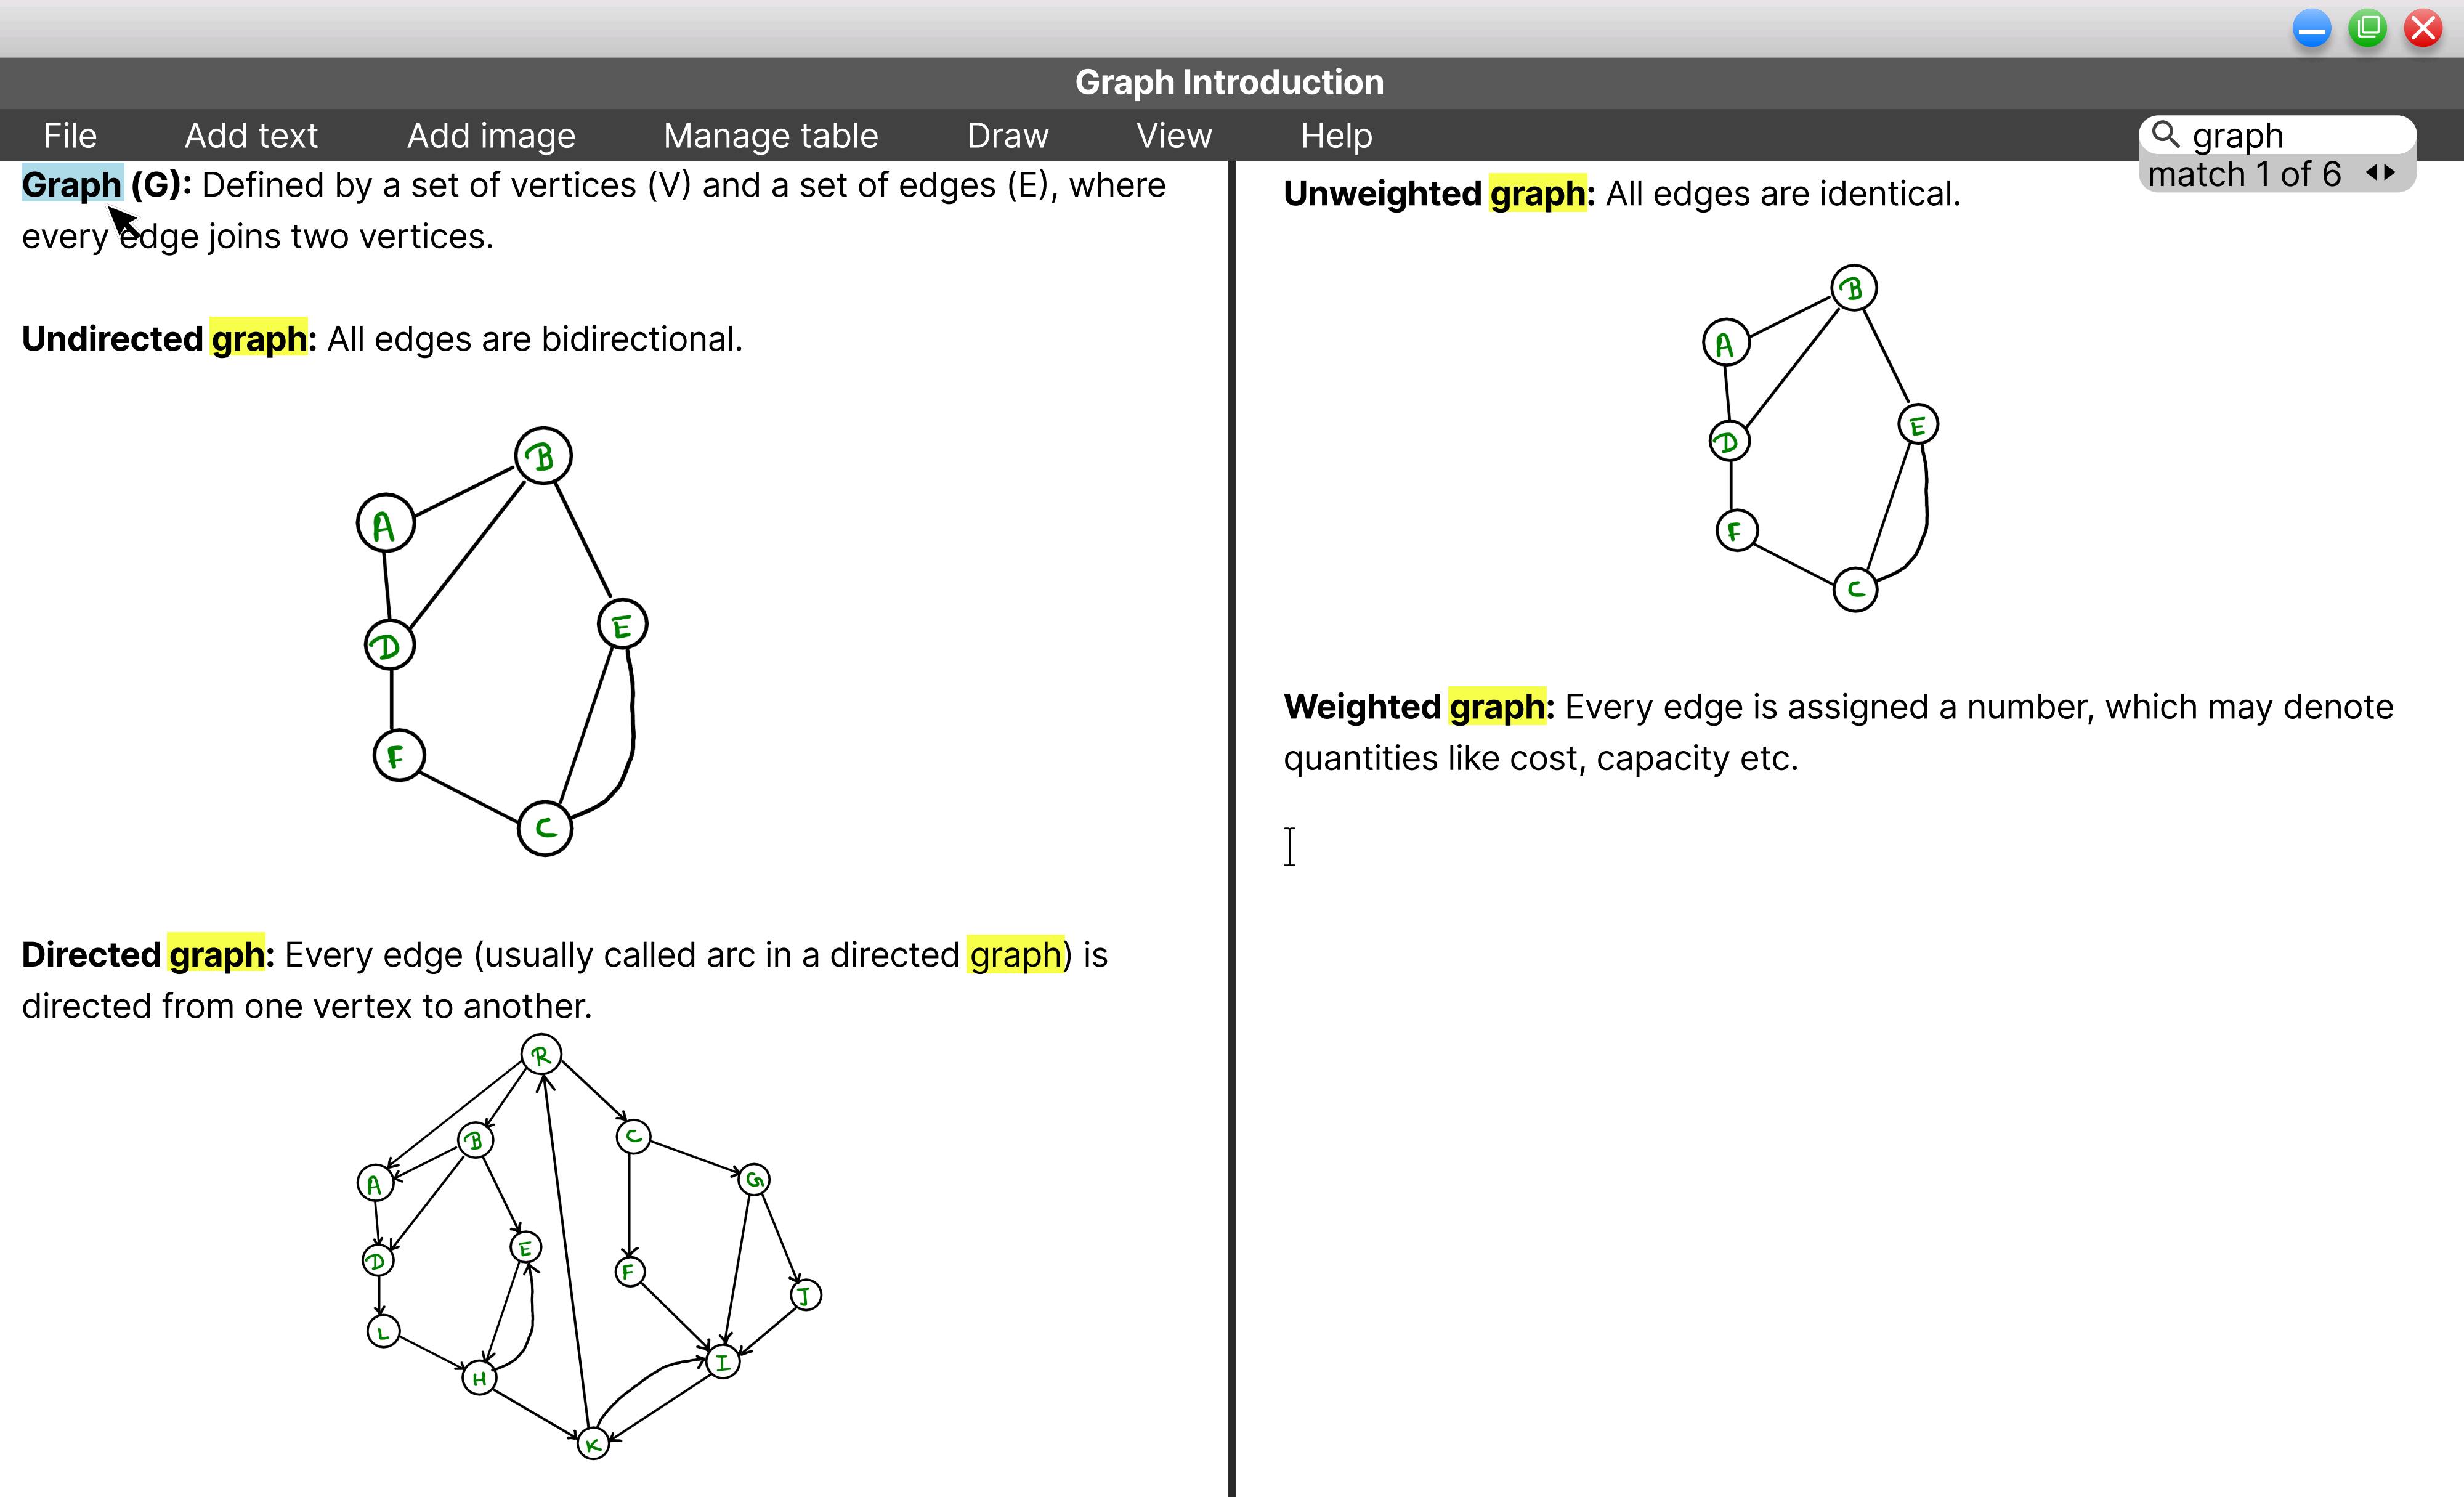 Graph Introduction
File Add text Add image Manage table Draw View Help
graph
match 1 of 6
Graph (G): Defined by a set of vertices (V) and a set of edges (E), where
every edge joins two vertices.
Undirected graph: All edges are bidirectional.
B
A
E
D
F
C
Directed graph: Every edge (usually called arc in a directed graph) is
directed from one vertex to another.
R
C
B
G
A
E
D
F
J
L
I
H
K
Unweighted graph: All edges are identical.
B
A
E
D
F
C
Weighted graph: Every edge is assigned a number, which may denote
quantities like cost, capacity etc.